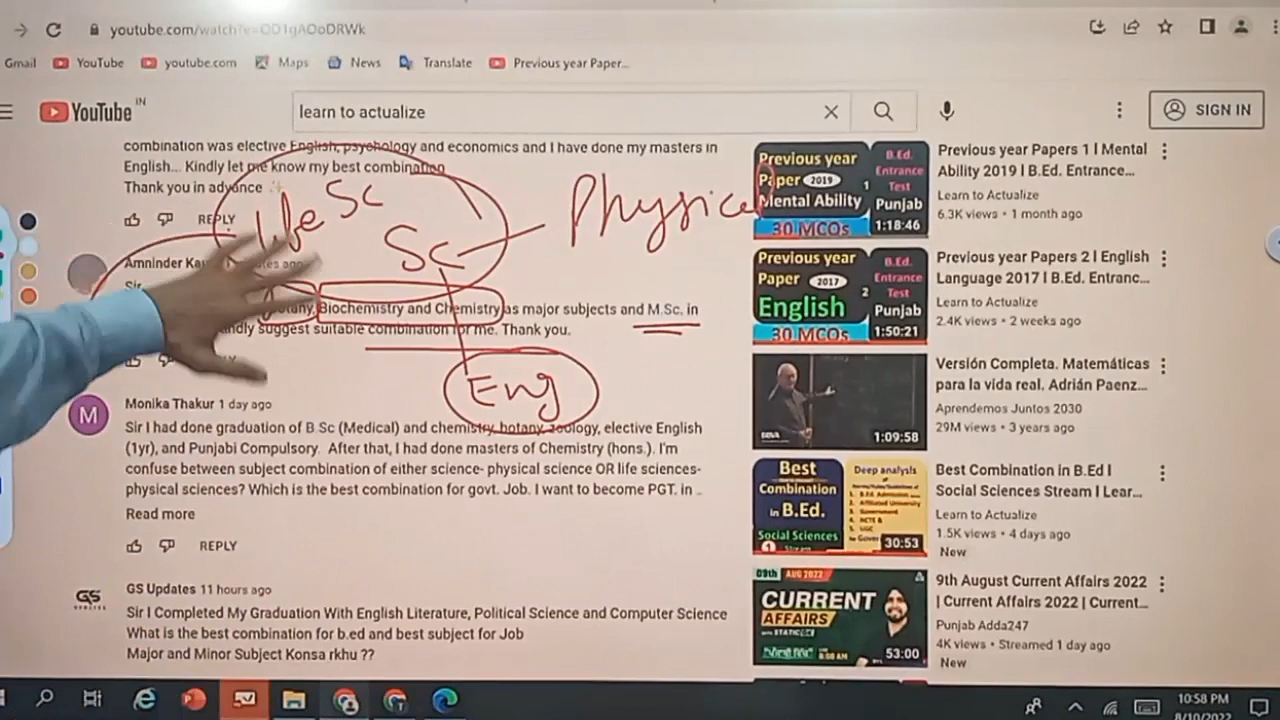 youtube.com/watch?v=OD1gAOoDRWk
Gmail YouTube youtube.com Maps News Translate Previous year Paper...
YouTube IN
learn to actualize
SIGN IN
combination was elective English, psychology and economics and I have done my masters in
English... Kindly let me know my best combination
Thank you in advance
REPLY
Life Sc
Sc
Physical
Amninder
ago
Sir
Biochemistry and Chemistry as major subjects and M.Sc. in
suggest suitable combination for me. Thank you.
Eng
M
Monika Thakur 1 day ago
Sir I had done graduation of B.Sc (Medical) and chemistry, botany, zoology, elective English
(1yr), and Punjabi Compulsory. After that, I had done masters of Chemistry (hons.). I'm
confuse between subject combination of either science- physical science OR life sciences-
physical sciences? Which is the best combination for govt. Job. I want to become PGT. in ..
Read more
REPLY
GS
GS Updates 11 hours ago
Sir I Completed My Graduation With English Literature, Political Science and Computer Science
What is the best combination for b.ed and best subject for Job
Major and Minor Subject Konsa rkhu ??
Previous year
Paper 2019
Mental Ability
30 MCQs
1
B.Ed.
Entrance
Test
Punjab
1:18:46
Previous year Papers 1 I Mental
Ability 2019 I B.Ed. Entrance...
Learn to Actualize
6.3K views • 1 month ago
Previous year
Paper 2017
English
30 MCQs
2
B.Ed.
Entrance
Test
Punjab
1:50:21
Previous year Papers 2 I English
Language 2017 I B.Ed. Entranc...
Learn to Actualize
2.4K views • 2 weeks ago
BBVA
1:09:58
Versión Completa. Matemáticas
para la vida real. Adrián Paenz...
Aprendemos Juntos 2030
29M views • 3 years ago
Best
Combination
in B.Ed.
Social Sciences
1
Deep analysis
of
30:53
Best Combination in B.Ed I
Social Sciences Stream I Lear...
Learn to Actualize
1.5K views • 4 days ago
New
09th AUG 2022
CURRENT
AFFAIRS
53:00
9th August Current Affairs 2022
| Current Affairs 2022 | Current...
Punjab Adda247
4K views • Streamed 1 day ago
New
10:58 PM
8/10/2022